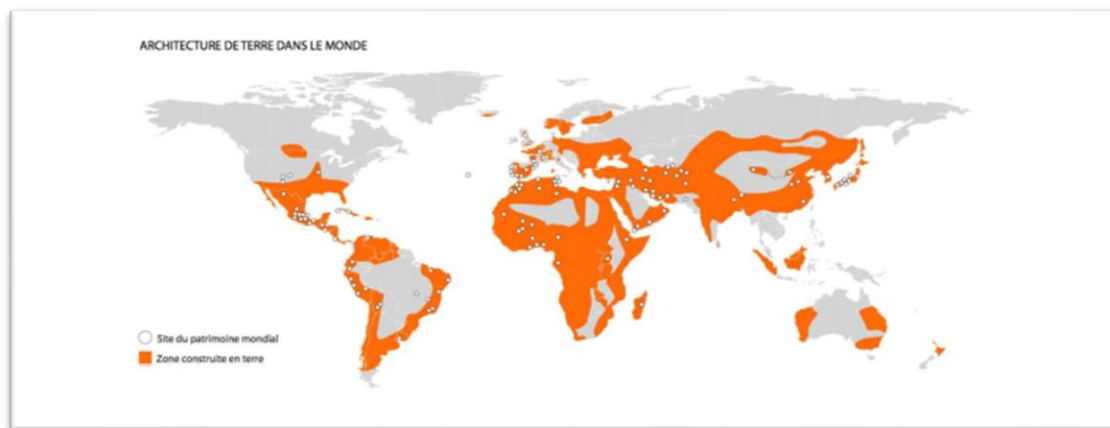 ARCHITECTURE DE TERRE DANS LE MONDE
Site du patrimoine mondial
Zone construite en terre